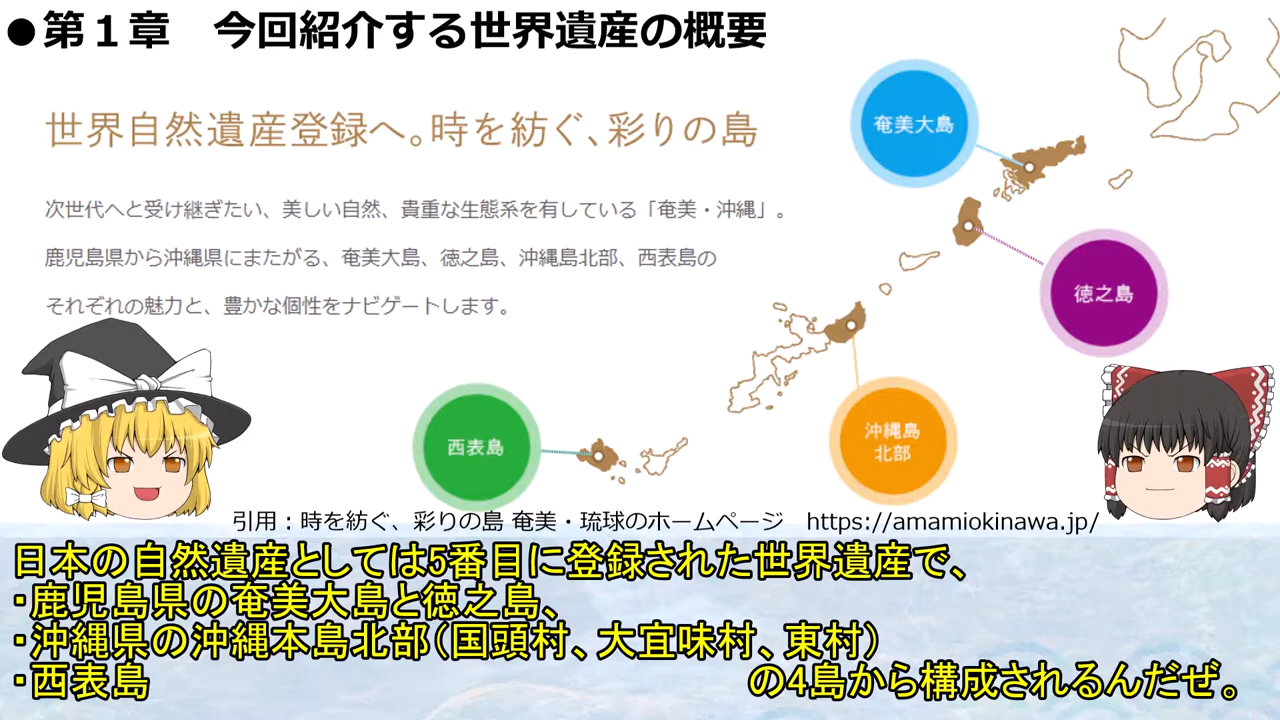 ●第１章　今回紹介する世界遺産の概要
世界自然遺産登録へ。時を紡ぐ、彩りの島
次世代へと受け継ぎたい、美しい自然、貴重な生態系を有している「奄美・沖縄」。
鹿児島県から沖縄県にまたがる、奄美大島、徳之島、沖縄島北部、西表島の
それぞれの魅力と、豊かな個性をナビゲートします。
奄美大島
徳之島
沖縄島
北部
西表島
引用：時を紡ぐ、彩りの島 奄美・琉球のホームページ　https://amamiokinawa.jp/
日本の自然遺産としては5番目に登録された世界遺産で、
・鹿児島県の奄美大島と徳之島、
・沖縄県の沖縄本島北部（国頭村、大宜味村、東村）
・西表島　の4島から構成されるんだぜ。